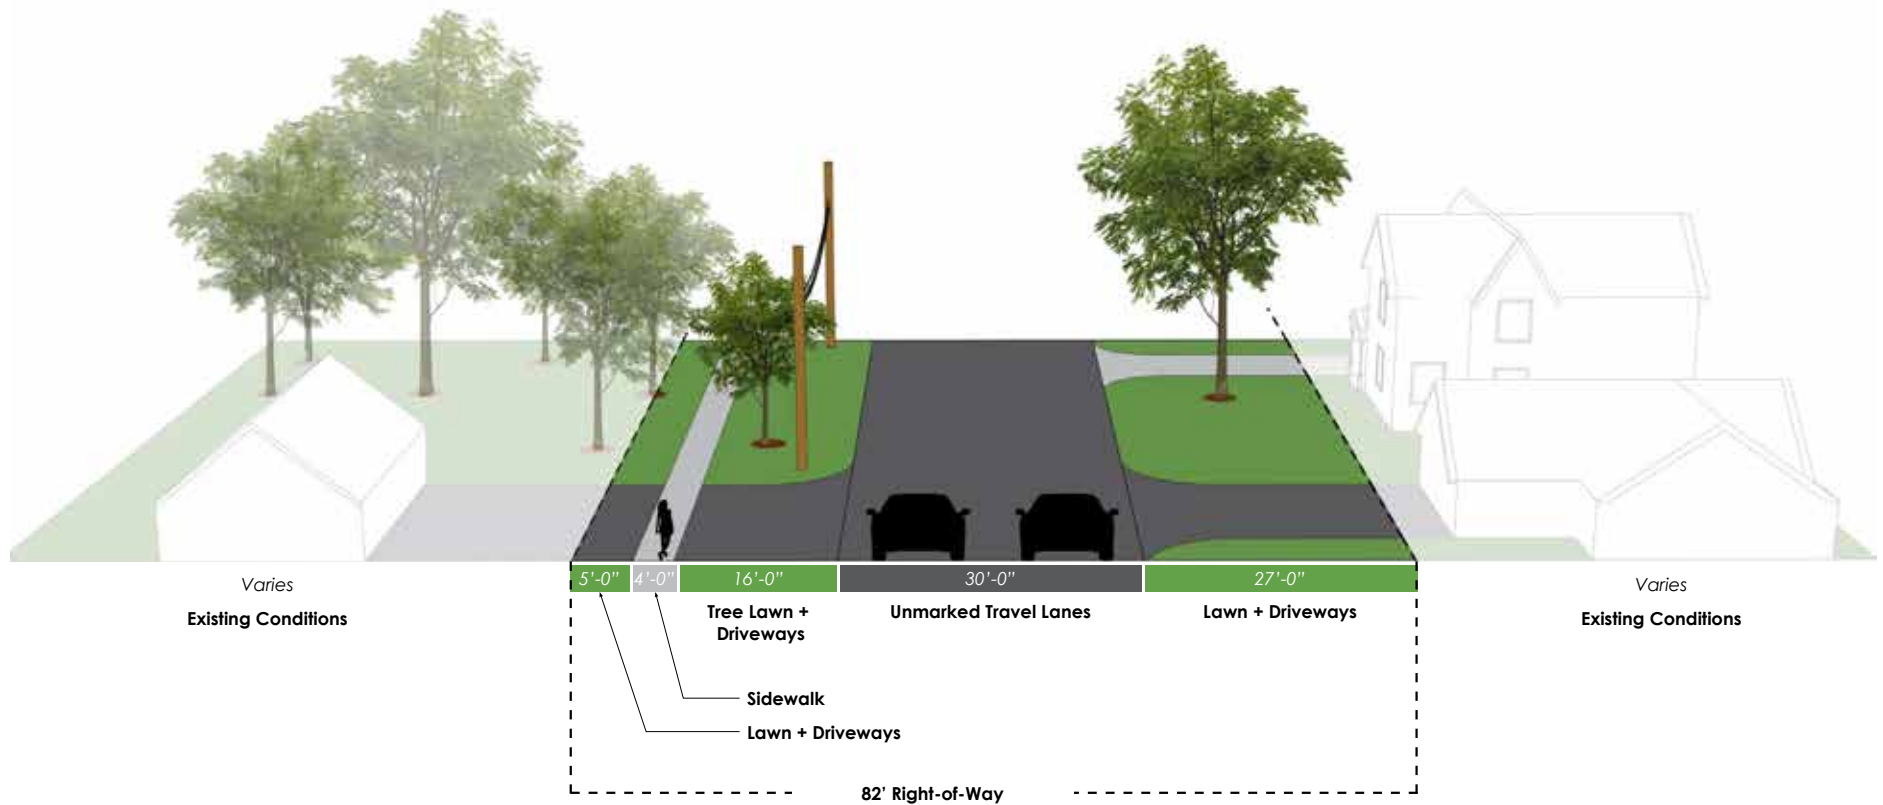 5’-0” 4’-0” 16’-0” 30’-0” 27’-0”
Varies
Existing Conditions
Tree Lawn +
Driveways
Unmarked Travel Lanes
Lawn + Driveways
Varies
Existing Conditions
Sidewalk
Lawn + Driveways
82’ Right-of-Way